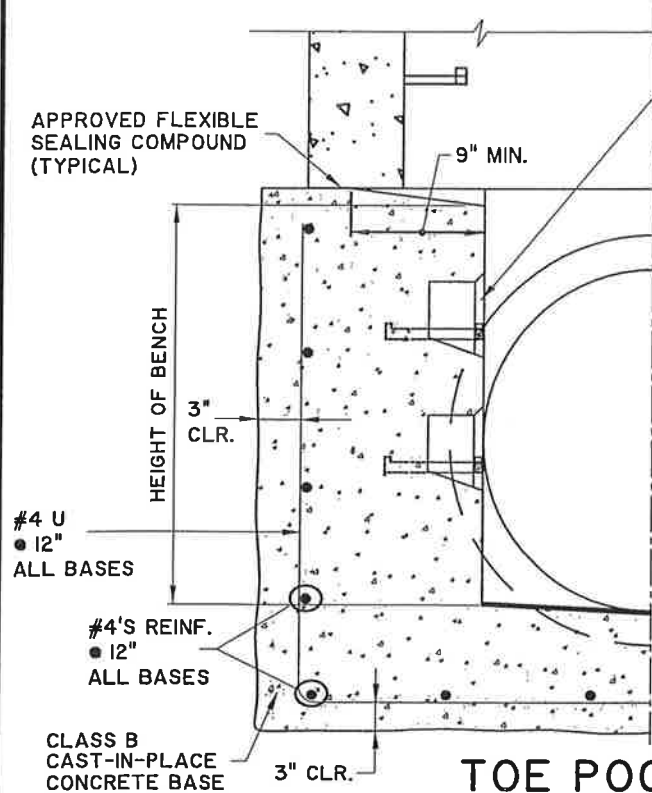 APPROVED FLEXIBLE
SEALING COMPOUND
(TYPICAL)
9" MIN.
HEIGHT OF BENCH
3"
CLR.
#4 U
● 12"
ALL BASES
#4'S REINF.
● 12"
ALL BASES
CLASS B
CAST-IN-PLACE
CONCRETE BASE
3" CLR.
TOE POC